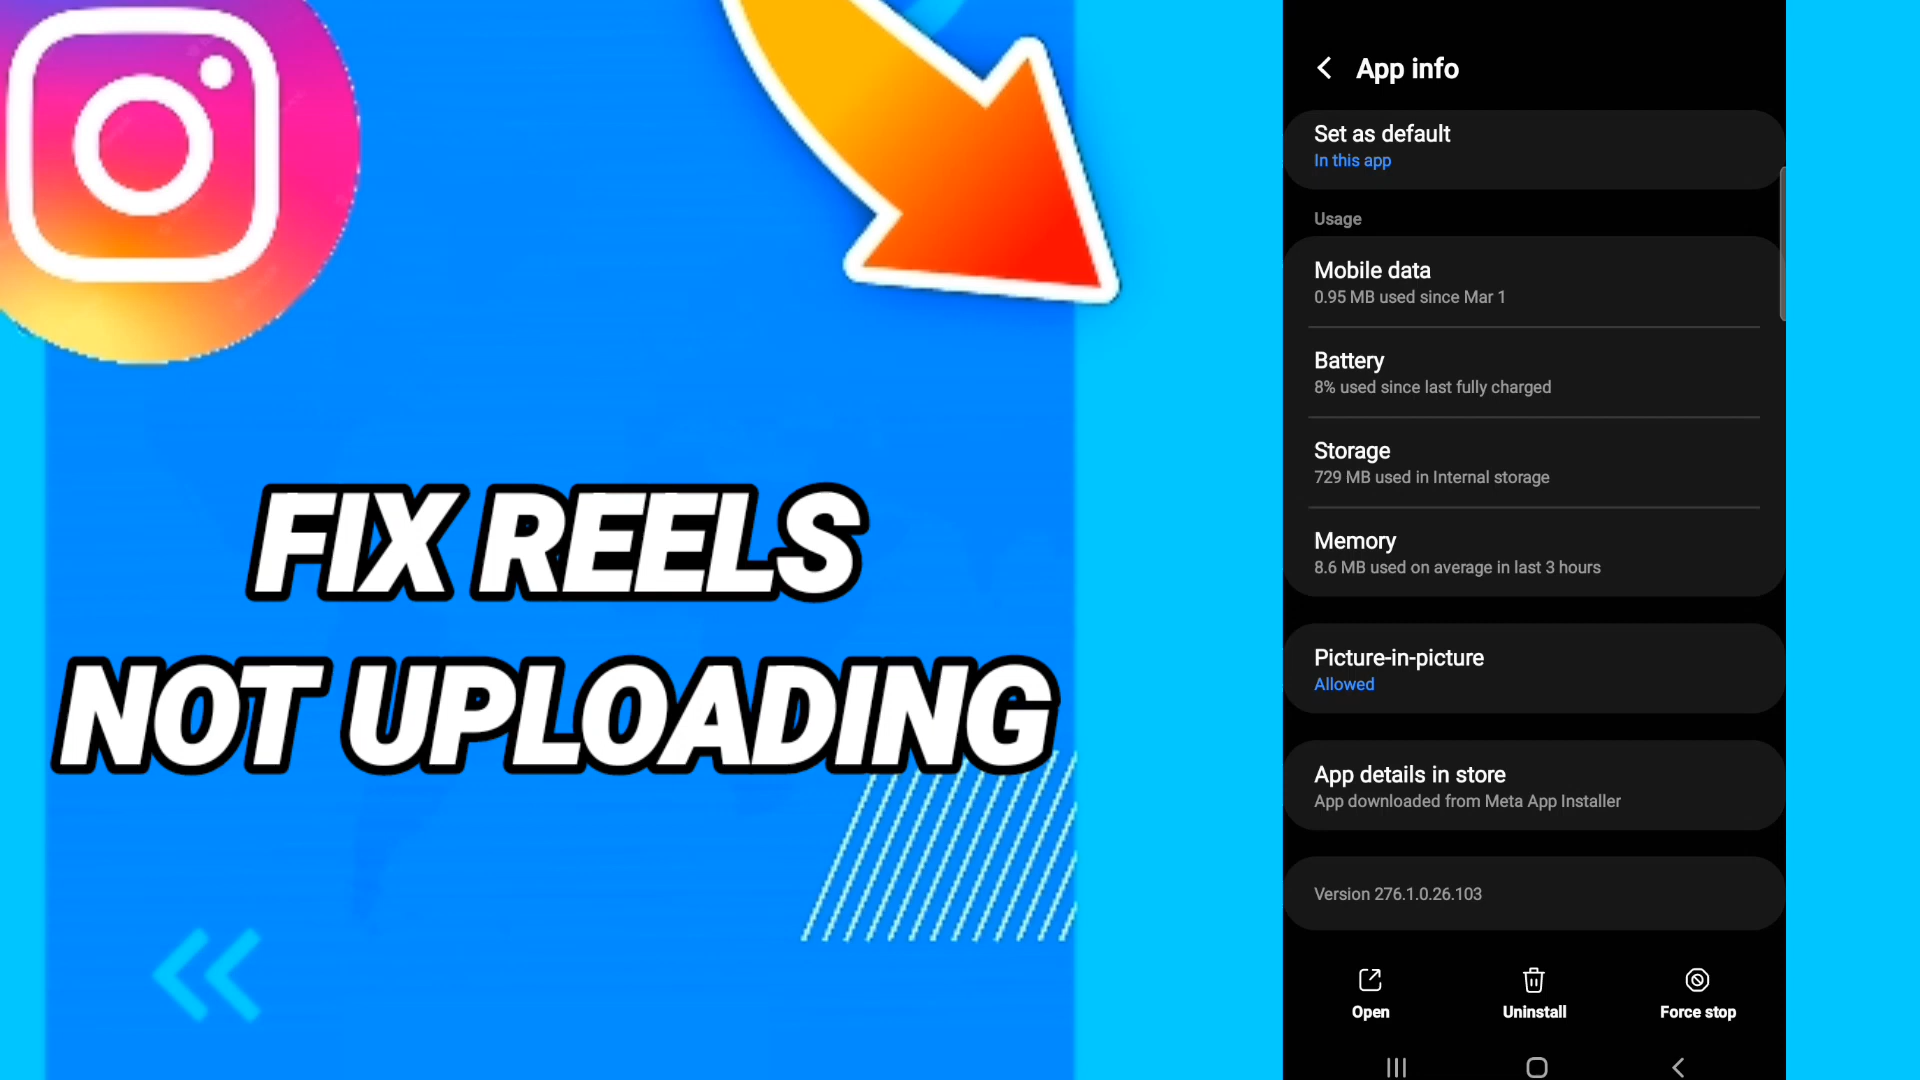 FIX REELS
NOT UPLOADING
App info
Set as default
In this app
Usage
Mobile data
0.95 MB used since Mar 1
Battery
8% used since last fully charged
Storage
729 MB used in Internal storage
Memory
8.6 MB used on average in last 3 hours
Picture-in-picture
Allowed
App details in store
App downloaded from Meta App Installer
Version 276.1.0.26.103
Open
Uninstall
Force stop